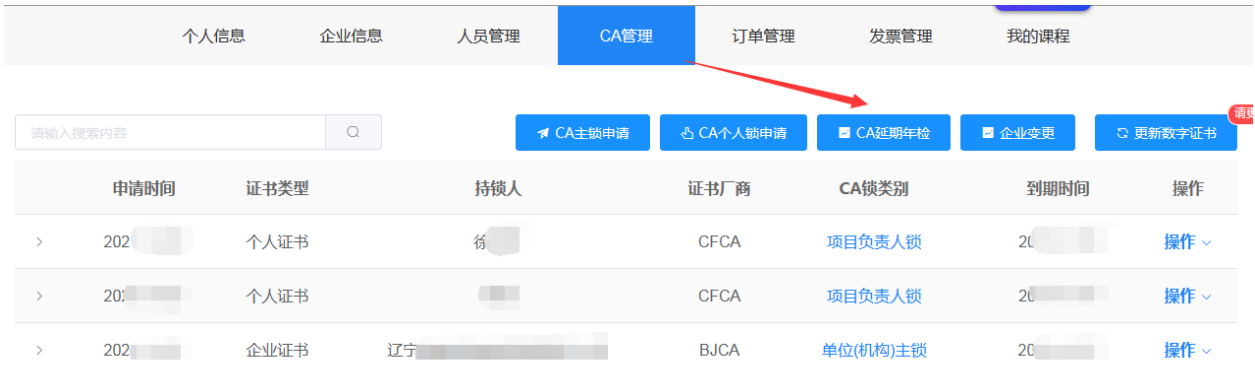 个人信息 企业信息 人员管理 CA管理 订单管理 发票管理 我的课程
请更
请输入搜索内容 CA主锁申请 CA个人锁申请 CA延期年检 企业变更 更新数字证书
申请时间 证书类型 持锁人 证书厂商 CA锁类别 到期时间 操作
202 个人证书 徐 CFCA 项目负责人锁 20 操作
202 个人证书 CFCA 项目负责人锁 20 操作
202 企业证书 辽宁 BJCA 单位(机构)主锁 20 操作